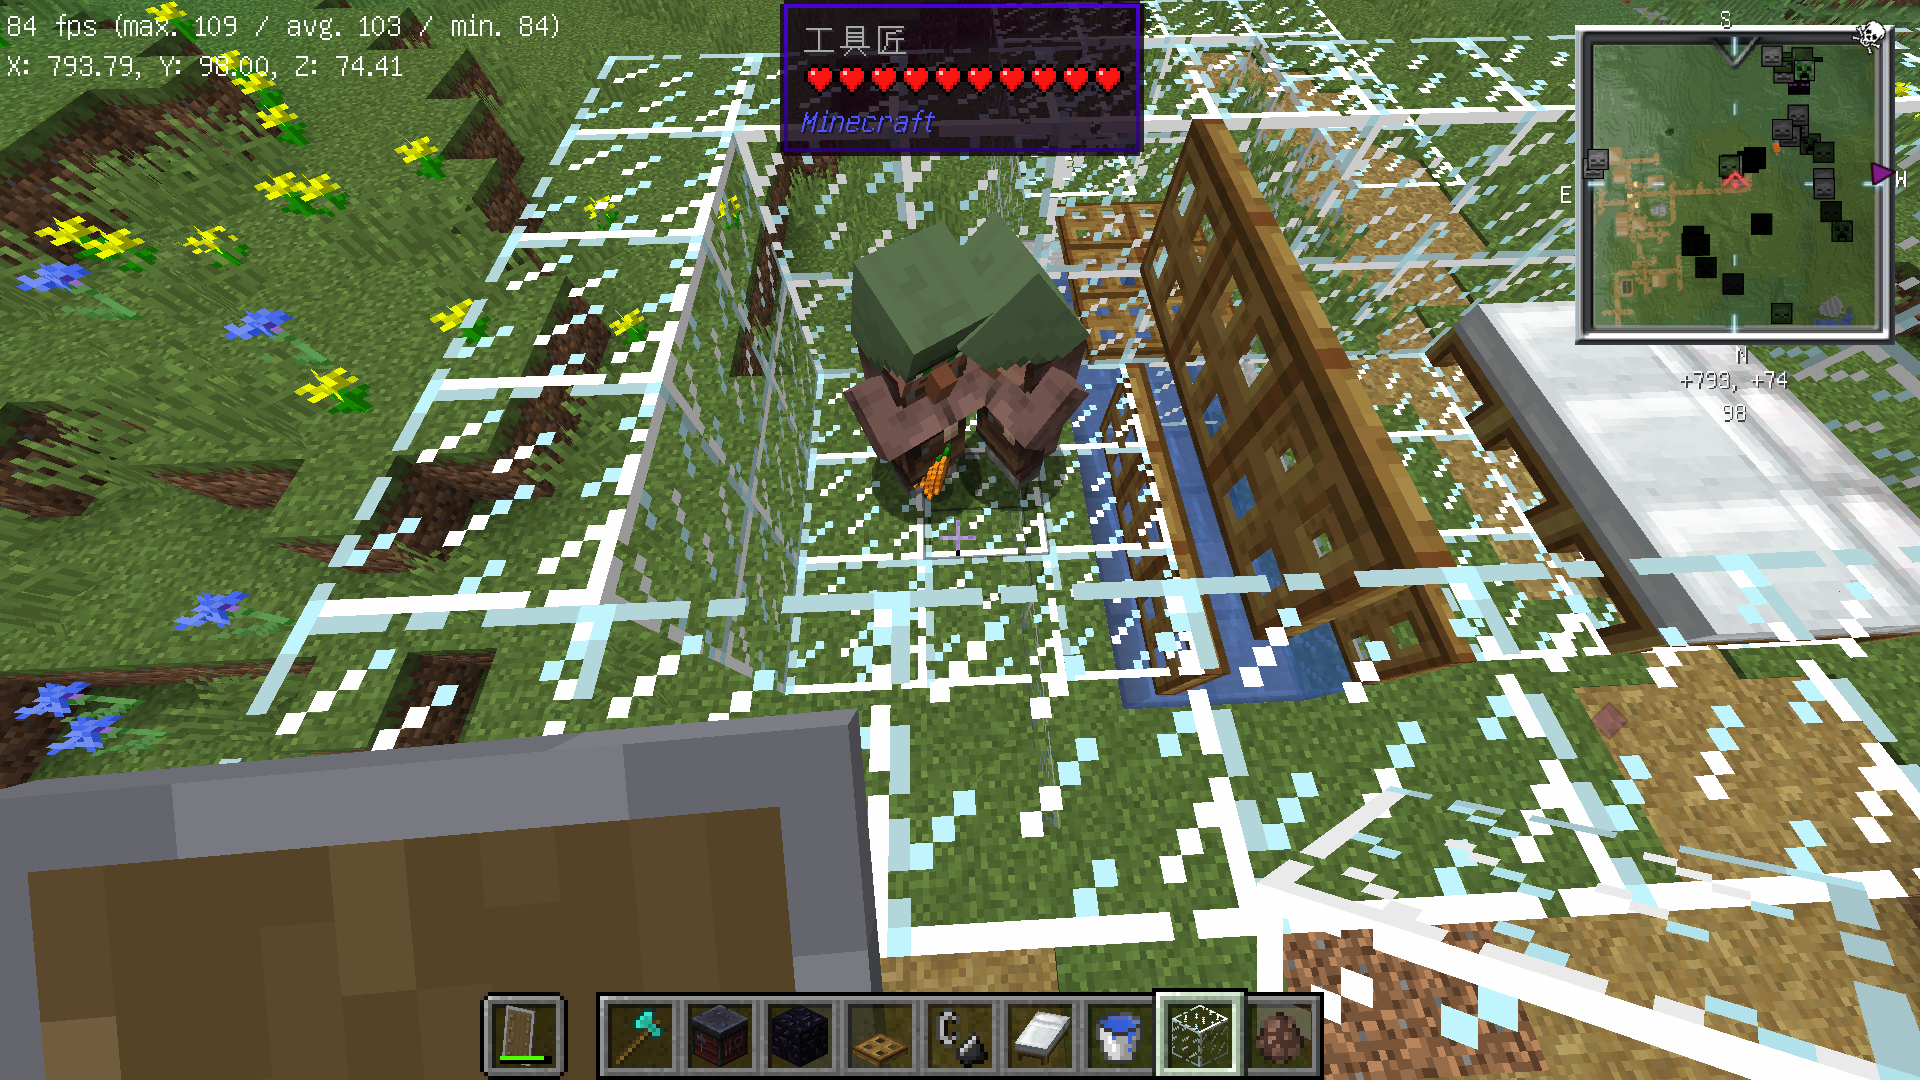 84 fps (max. 109 / avg. 103 / min. 84)
X: 793.79, Y: 98.00, Z: 74.41
工具匠
Minecraft
S
E
W
N
+793, +74
98